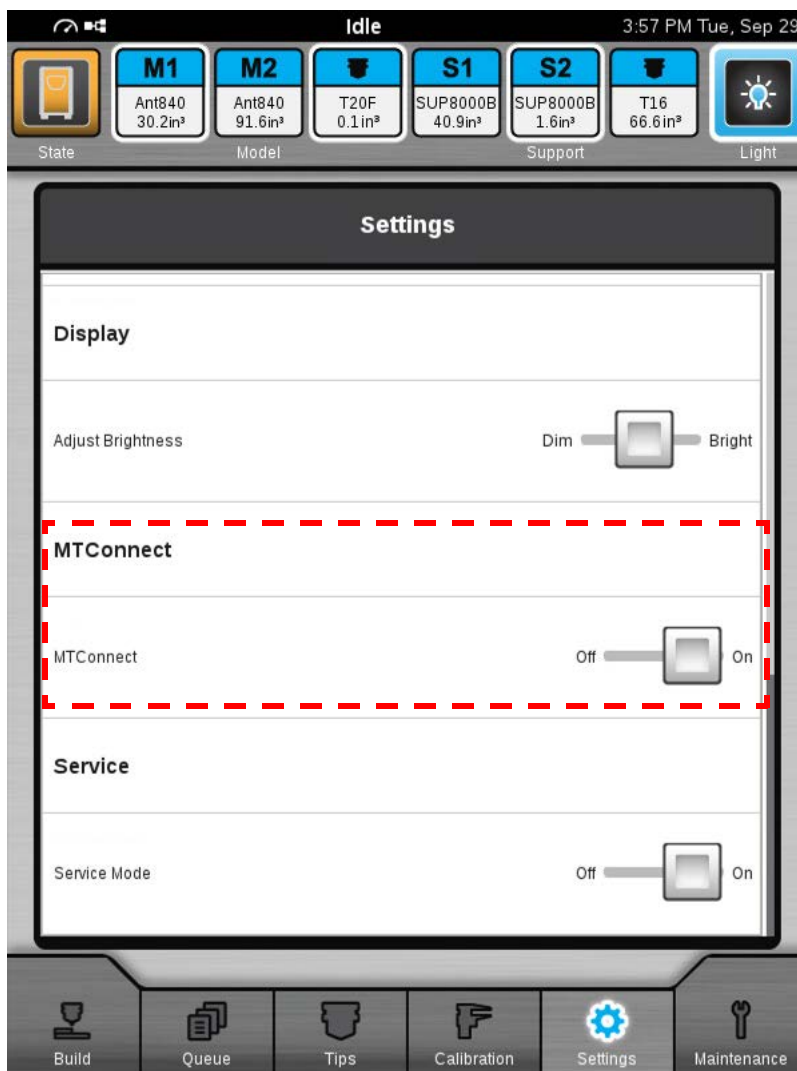 Idle
3:57 PM Tue, Sep 29
M1 M2 S1 S2
Ant840 Ant840 T20F SUP8000B SUP8000B T16
30.2in³ 91.6in³ 0.1in³ 40.9in³ 1.6in³ 66.6in³
State Model Support Light
Settings
Display
Adjust Brightness Dim Bright
MTConnect
MTConnect Off On
Service
Service Mode Off On
Build Queue Tips Calibration Settings Maintenance